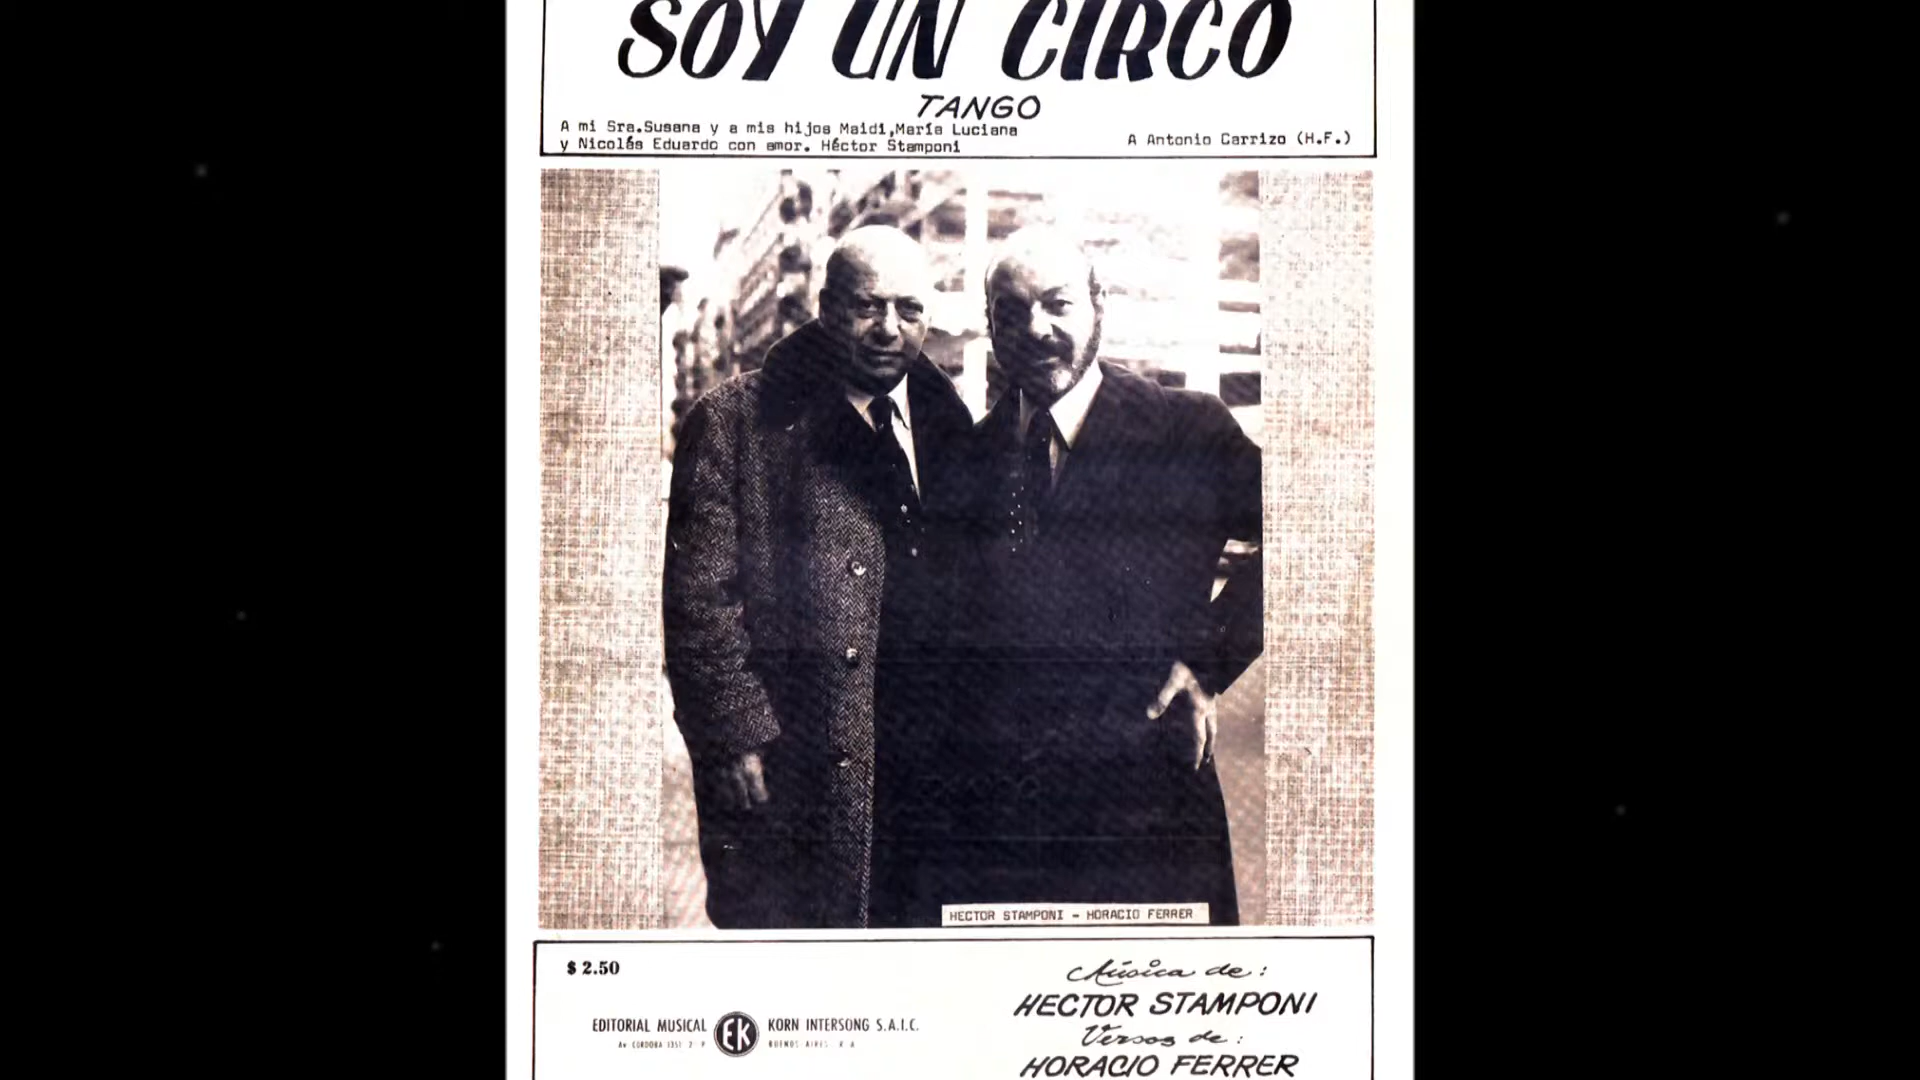 SOY UN CIRCO
TANGO
A mi Sra.Susana y a mis hijos Maidi,María Luciana
y Nicolás Eduardo con amor. Héctor Stamponi
A Antonio Carrizo (H.F.)
HECTOR STAMPONI - HORACIO FERRER
$ 2.50
Música de:
HECTOR STAMPONI
EDITORIAL MUSICAL EK KORN INTERSONG S.A.I.C.
BUENOS AIRES
Versos de:
HORACIO FERRER